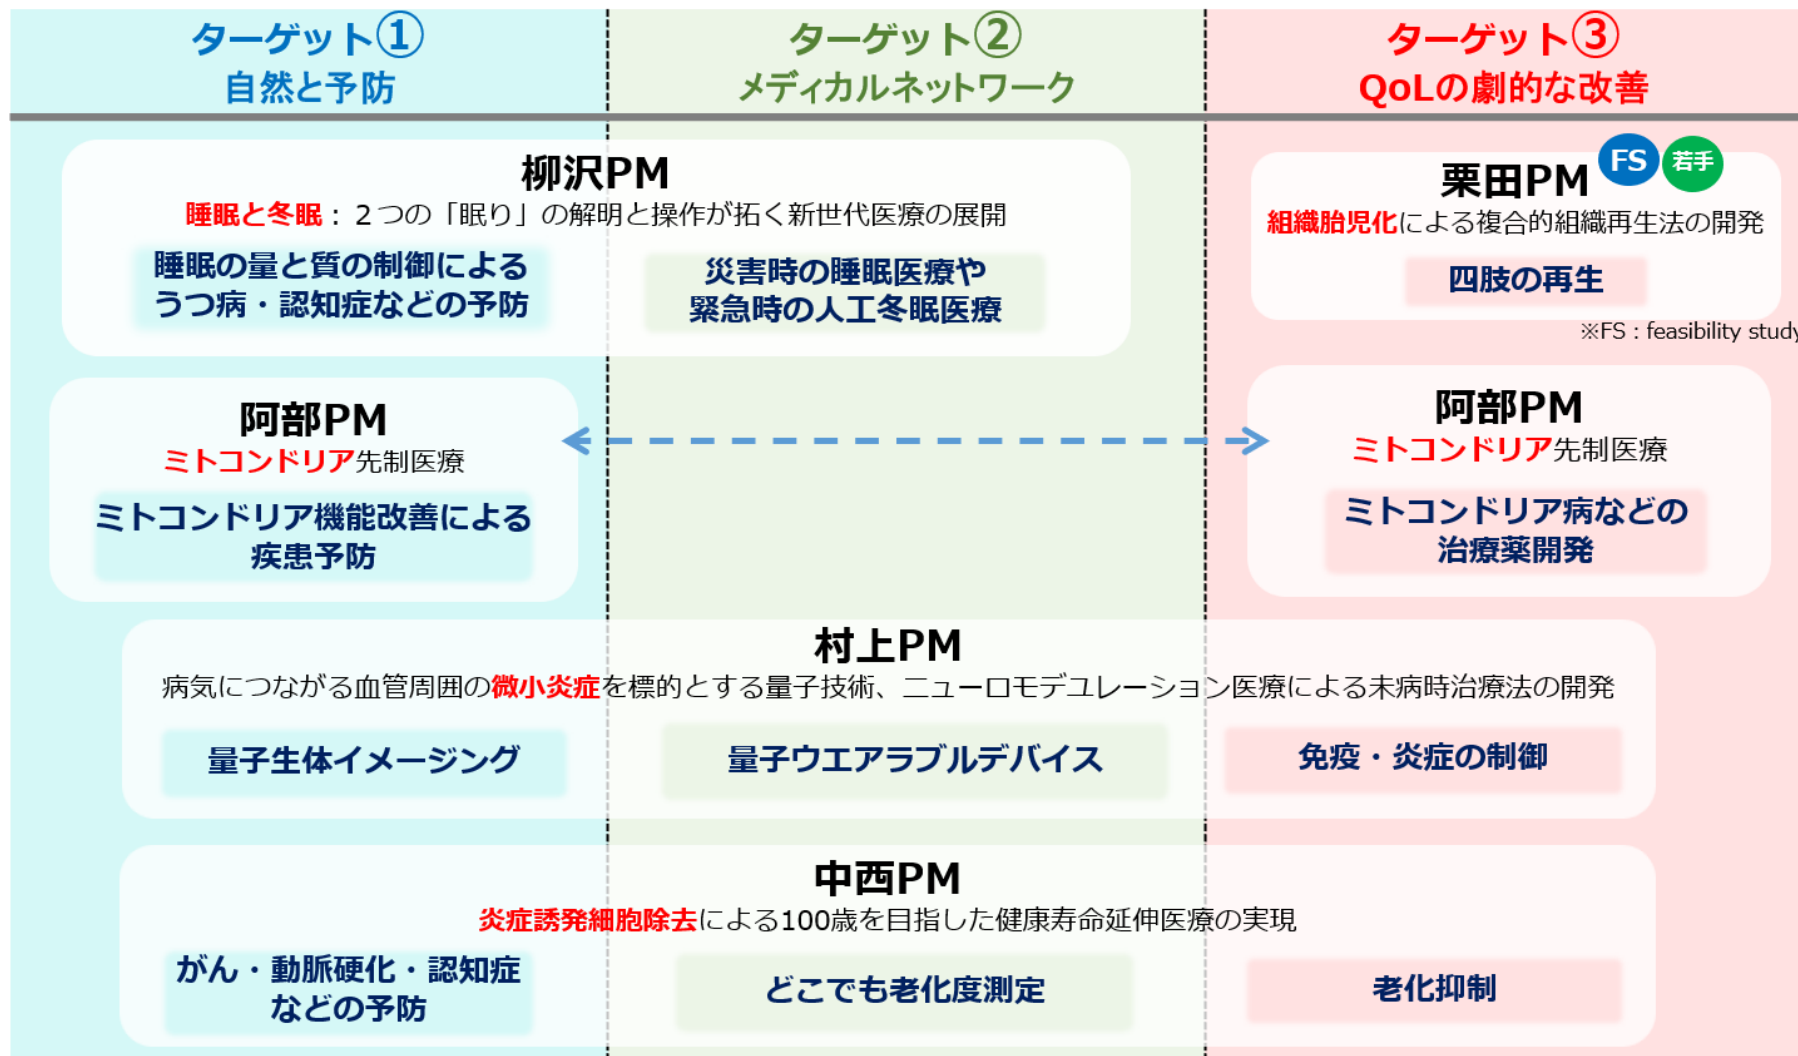 ターゲット①
自然と予防
ターゲット②
メディカルネットワーク
ターゲット③
QoLの劇的な改善
柳沢PM
睡眠と冬眠：２つの「眠り」の解明と操作が拓く新世代医療の展開
睡眠の量と質の制御による
うつ病・認知症などの予防
災害時の睡眠医療や
緊急時の人工冬眠医療
栗田PM
FS
若手
組織胎児化による複合的組織再生法の開発
四肢の再生
※FS：feasibility study
阿部PM
ミトコンドリア先制医療
ミトコンドリア機能改善による
疾患予防
阿部PM
ミトコンドリア先制医療
ミトコンドリア病などの
治療薬開発
村上PM
病気につながる血管周囲の微小炎症を標的とする量子技術、ニューロモデユレーション医療による未病時治療法の開発
量子生体イメージング
量子ウエアラブルデバイス
免疫・炎症の制御
中西PM
炎症誘発細胞除去による100歳を目指した健康寿命延伸医療の実現
がん・動脈硬化・認知症
などの予防
どこでも老化度測定
老化抑制